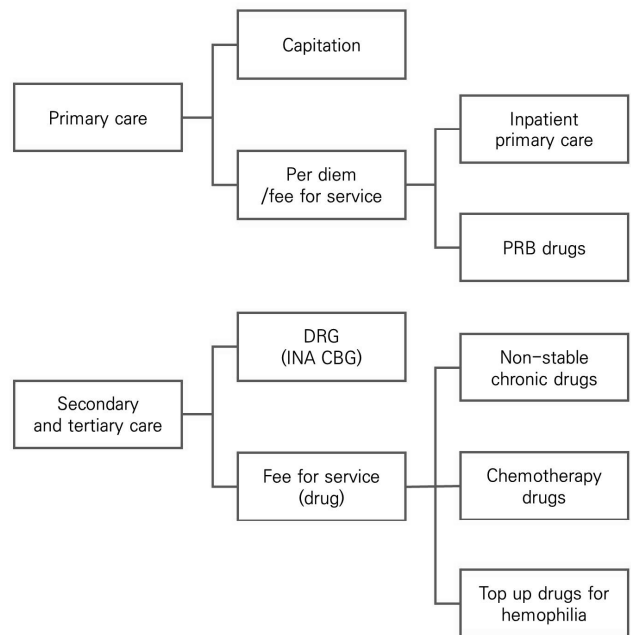 Capitation
Primary care
Per diem
/fee for service
Inpatient
primary care
PRB drugs
DRG
(INA CBG)
Secondary
and tertiary care
Fee for service
(drug)
Non-stable
chronic drugs
Chemotherapy
drugs
Top up drugs for
hemophilia